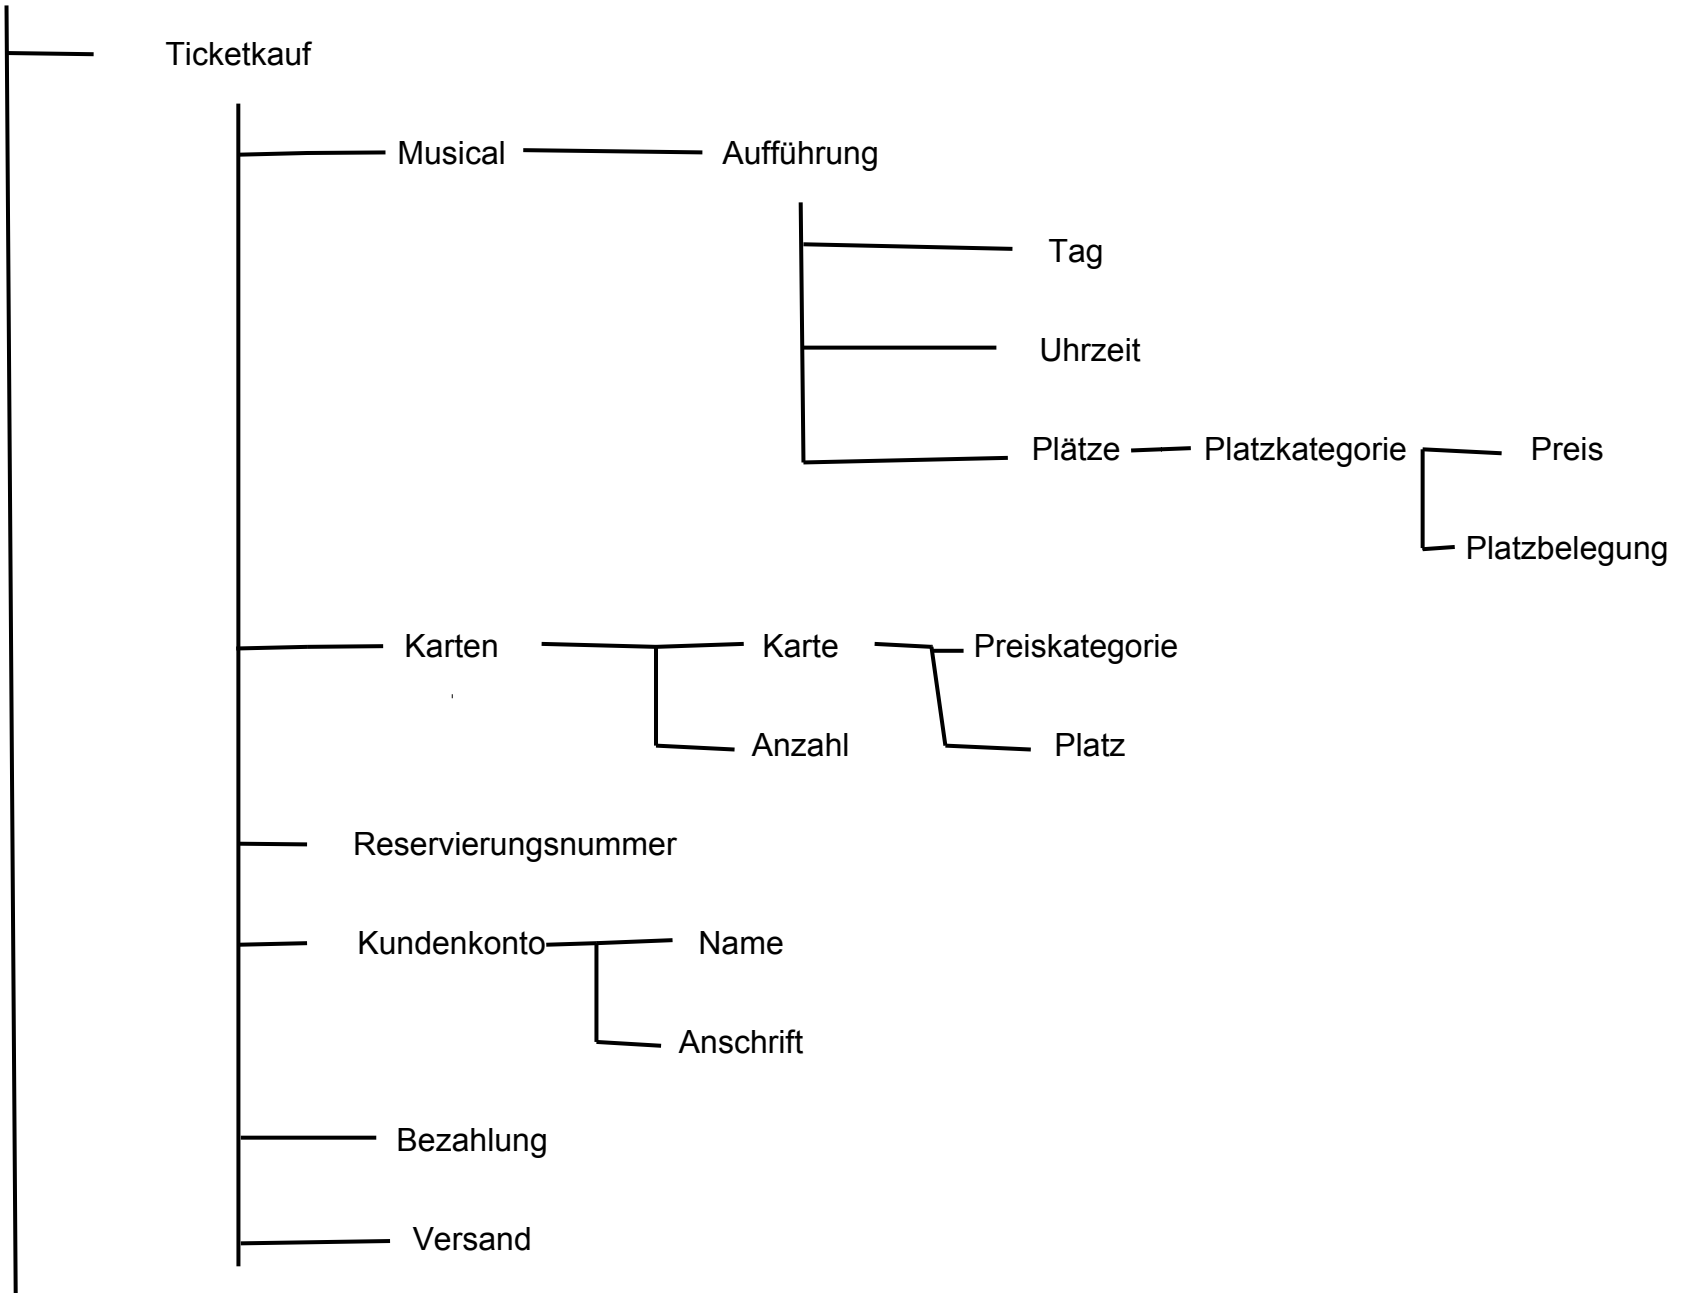 Ticketkauf
Musical Aufführung
Tag
Uhrzeit
Plätze Platzkategorie Preis
Platzbelegung
Karten Karte Preiskategorie
Anzahl Platz
Reservierungsnummer
Kundenkonto Name
Anschrift
Bezahlung
Versand